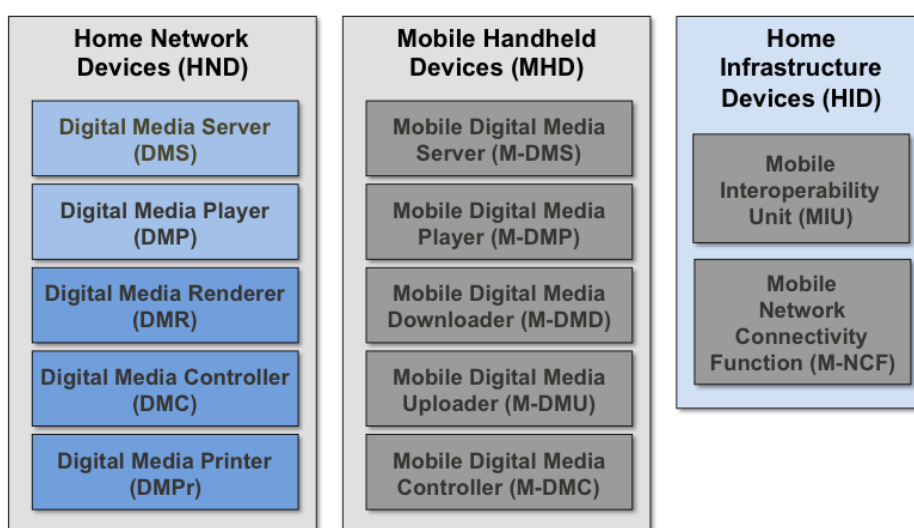 Home Network
Devices (HND)
Digital Media Server
(DMS)
Digital Media Player
(DMP)
Digital Media Renderer
(DMR)
Digital Media Controller
(DMC)
Digital Media Printer
(DMPr)
Mobile Handheld
Devices (MHD)
Mobile Digital Media
Server (M-DMS)
Mobile Digital Media
Player (M-DMP)
Mobile Digital Media
Downloader (M-DMD)
Mobile Digital Media
Uploader (M-DMU)
Mobile Digital Media
Controller (M-DMC)
Home
Infrastructure
Devices (HID)
Mobile
Interoperability
Unit (MIU)
Mobile
Network
Connectivity
Function (M-NCF)